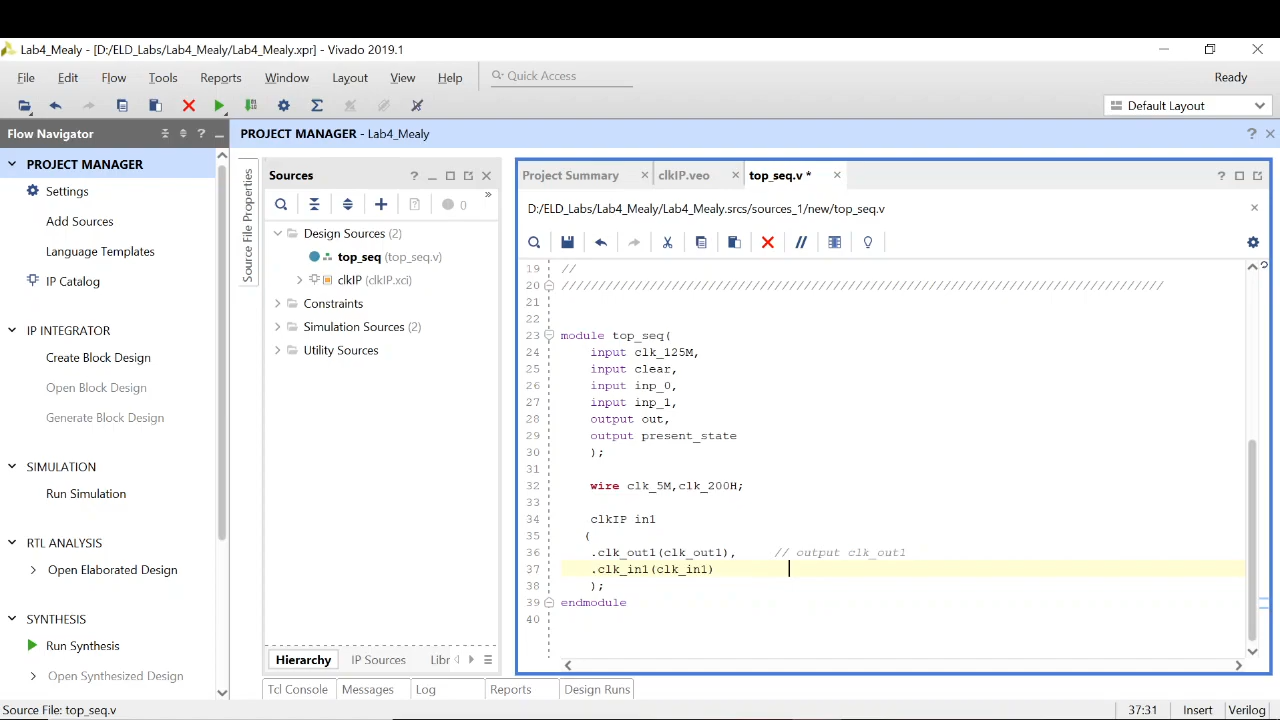 Lab4_Mealy - [D:/ELD_Labs/Lab4_Mealy/Lab4_Mealy.xpr] - Vivado 2019.1
File Edit Flow Tools Reports Window Layout View Help Quick Access Ready
Default Layout
Flow Navigator
PROJECT MANAGER - Lab4_Mealy
PROJECT MANAGER
Settings
Add Sources
Language Templates
IP Catalog
IP INTEGRATOR
Create Block Design
Open Block Design
Generate Block Design
SIMULATION
Run Simulation
RTL ANALYSIS
Open Elaborated Design
SYNTHESIS
Run Synthesis
Open Synthesized Design
Source File Properties
Sources
0
Design Sources (2)
top_seq (top_seq.v)
clkIP (clkIP.xci)
Constraints
Simulation Sources (2)
Utility Sources
Hierarchy IP Sources Libr
Project Summary clkIP.veo top_seq.v *
D:/ELD_Labs/Lab4_Mealy/Lab4_Mealy.srcs/sources_1/new/top_seq.v
19 //
20 //////////////////////////////////////////////////////////////////////////////////
21
22
23 module top_seq(
24 input clk_125M,
25 input clear,
26 input inp_0,
27 input inp_1,
28 output out,
29 output present_state
30 );
31
32 wire clk_5M,clk_200H;
33
34 clkIP in1
35 (
36 .clk_out1(clk_out1), // output clk_out1
37 .clk_in1(clk_in1)
38 );
39 endmodule
40
Tcl Console Messages Log Reports Design Runs
Source File: top_seq.v 37:31 Insert Verilog